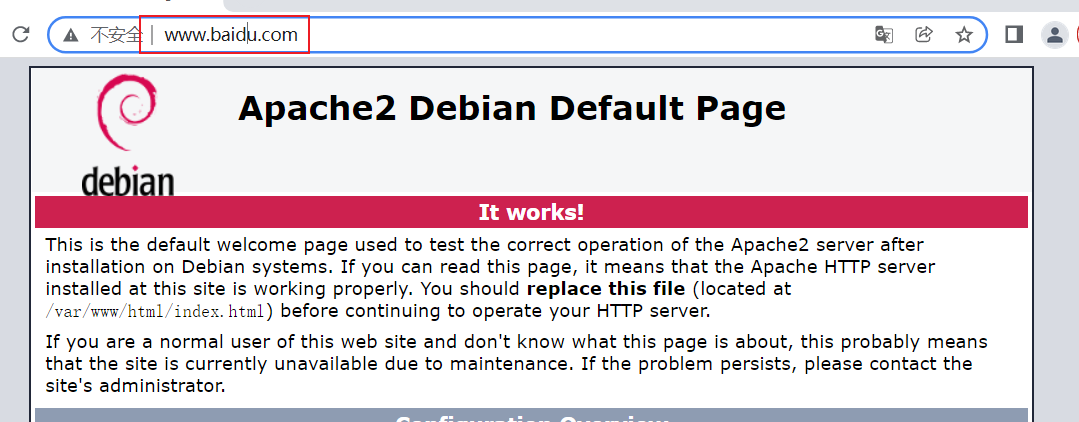 不安全 www.baidu.com
Apache2 Debian Default Page
debian
It works!
This is the default welcome page used to test the correct operation of the Apache2 server after
installation on Debian systems. If you can read this page, it means that the Apache HTTP server
installed at this site is working properly. You should replace this file (located at
/var/www/html/index.html) before continuing to operate your HTTP server.
If you are a normal user of this web site and don't know what this page is about, this probably means
that the site is currently unavailable due to maintenance. If the problem persists, please contact the
site's administrator.
Configuration Overview